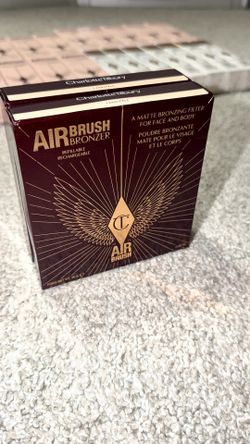 Charlotte Tilbury
Charlotte Tilbury
AIRBRUSH
BRONZER
REFILLABLE
RECHARGEABLE
A MATTE BRONZING FILTER
FOR FACE AND BODY
POUDRE BRONZANTE
MATE POUR LE VISAGE
ET LE CORPS
CT
AIR
BRUSH